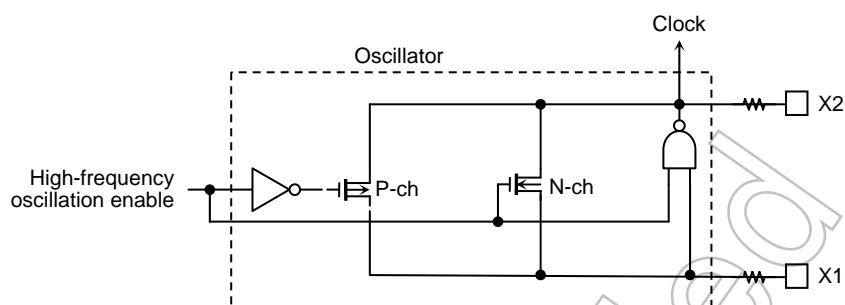 Clock
Oscillator
X2
High-frequency
oscillation enable
P-ch
N-ch
X1